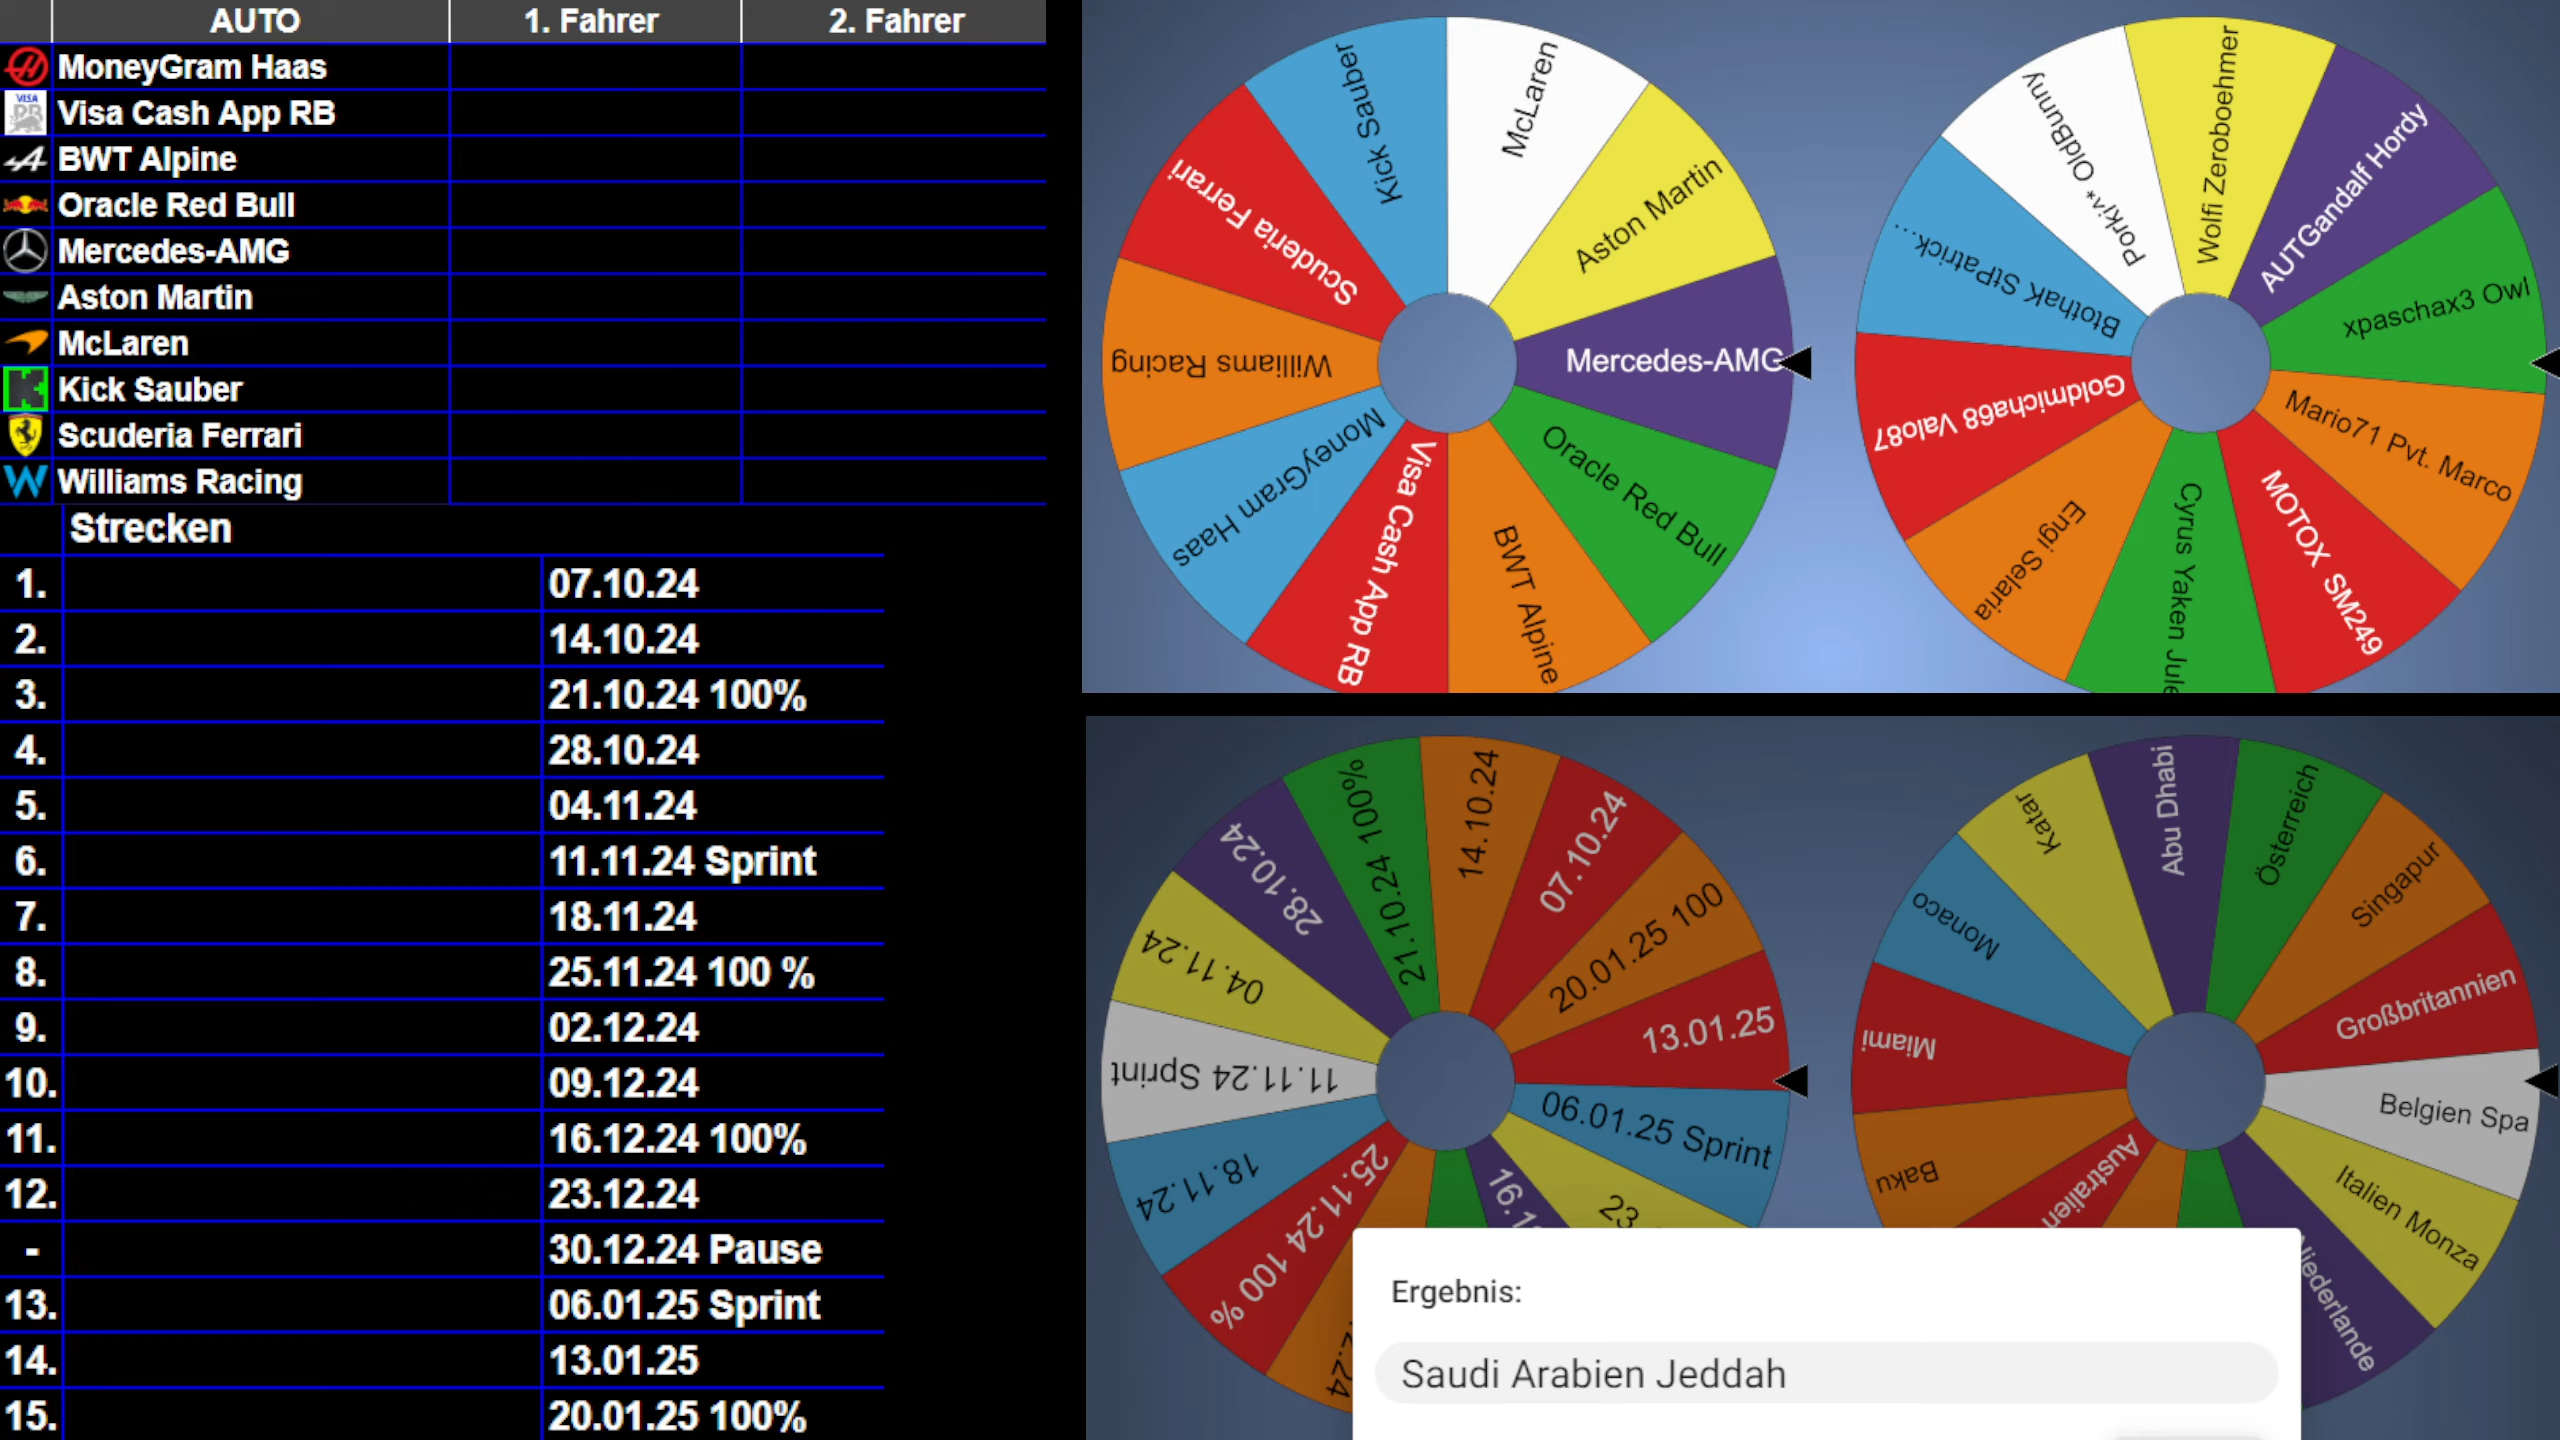 AUTO 1. Fahrer 2. Fahrer
MoneyGram Haas
VISA
Visa Cash App RB
BWT Alpine
Oracle Red Bull
Mercedes-AMG
Aston Martin
McLaren
Kick Sauber
Scuderia Ferrari
Williams Racing
Strecken
1. 07.10.24
2. 14.10.24
3. 21.10.24 100%
4. 28.10.24
5. 04.11.24
6. 11.11.24 Sprint
7. 18.11.24
8. 25.11.24 100 %
9. 02.12.24
10. 09.12.24
11. 16.12.24 100%
12. 23.12.24
- 30.12.24 Pause
13. 06.01.25 Sprint
14. 13.01.25
15. 20.01.25 100%
McLaren
Aston Martin
Mercedes-AMG
Oracle Red Bull
BWT Alpine
Visa Cash App RB
MoneyGram Haas
Williams Racing
Scuderia Ferrari
Kick Sauber
Wolfi Zeroboehmer
AUTGandalf Hordy
xpaschax3 Owl
Mario71 Pvt. Marco
MOTOX SM249
Cyrus Yaken Jule
Engi Selaria
Goldmicha68 Valo87
BtothaK StPatrick...
Porki^* OldBunny
14.10.24
07.10.24
20.01.25 100
13.01.25
06.01.25 Sprint
23.
16.1
25.11.24 100 %
18.11.24
11.11.24 Sprint
04.11.24
28.10.24
21.10.24 100%
Abu Dhabi
Österreich
Singapur
Großbritannien
Belgien Spa
Italien Monza
Niederlande
Australien
Baku
Miami
Monaco
Katar
Ergebnis:
Saudi Arabien Jeddah